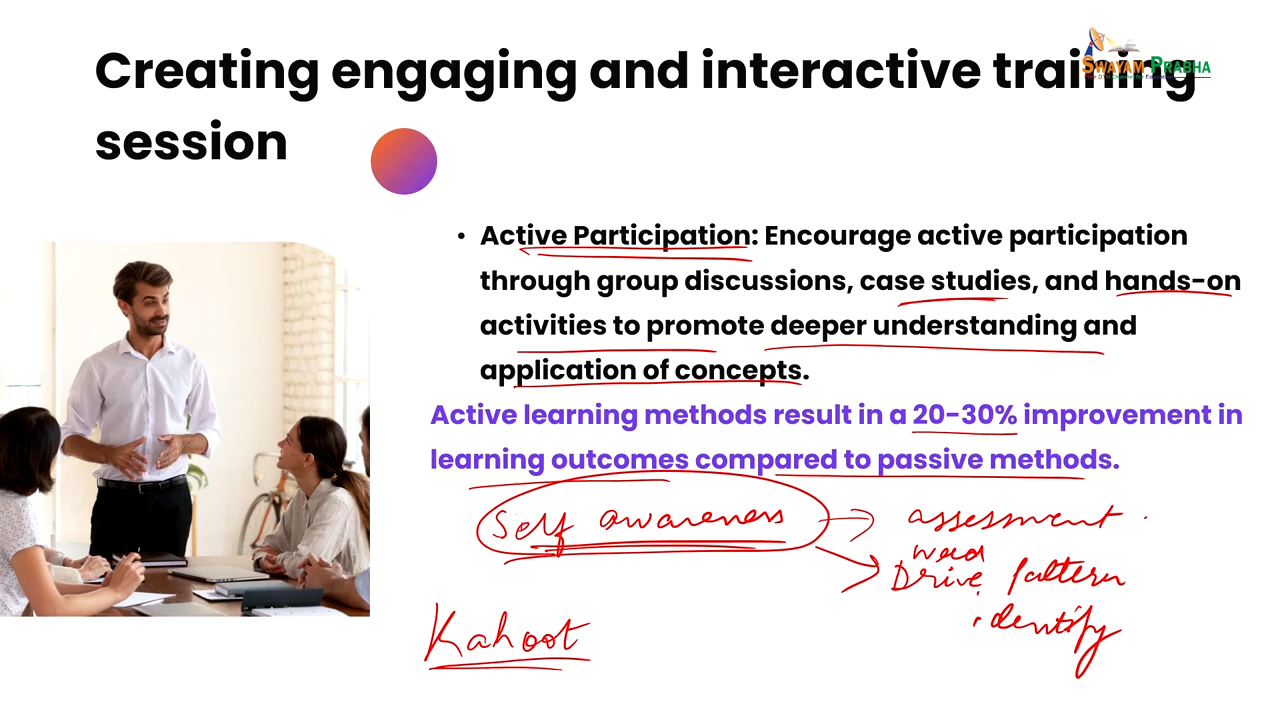 Creating engaging and interactive training
session
SWAYAM PRABHA
• Active Participation: Encourage active participation
through group discussions, case studies, and hands-on
activities to promote deeper understanding and
application of concepts.
Active learning methods result in a 20-30% improvement in
learning outcomes compared to passive methods.
Self awareness → assessment
need
Drive pattern
identify
Kahoot